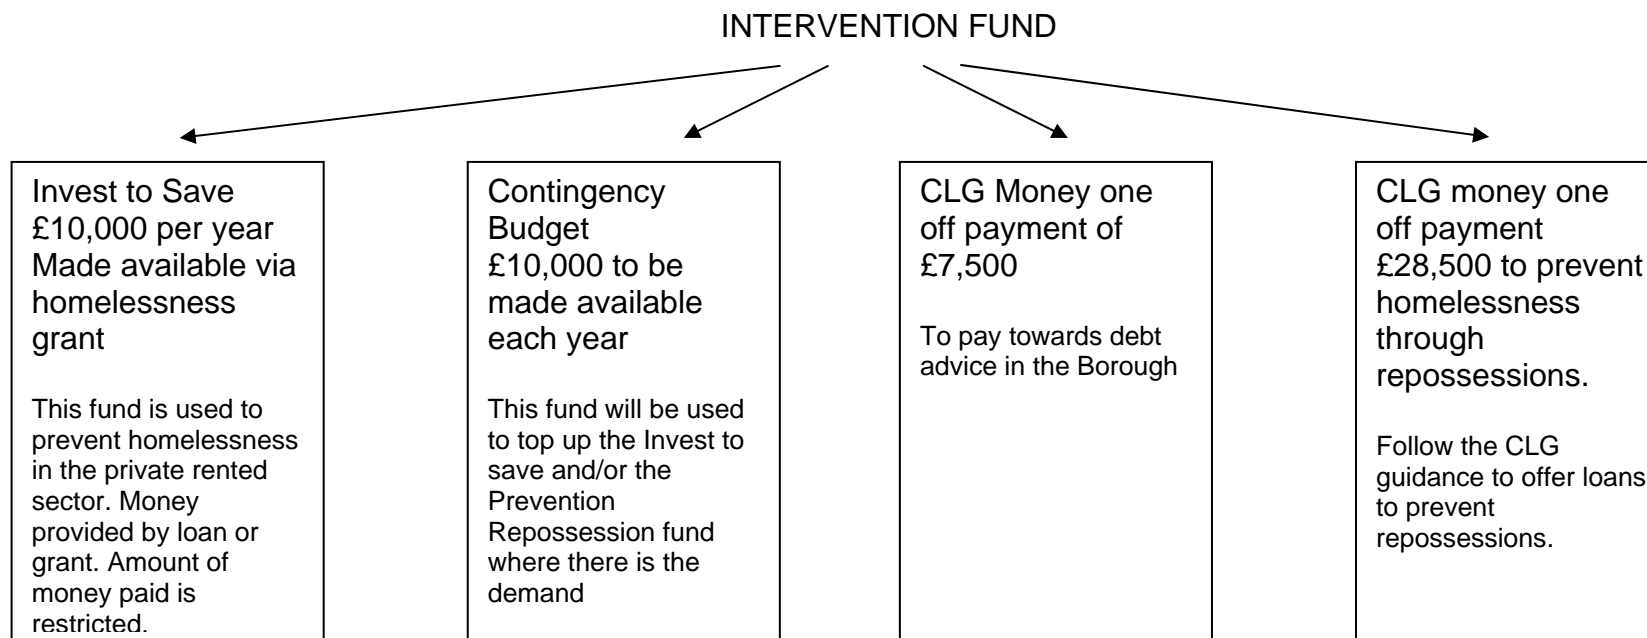 INTERVENTION FUND
Invest to Save
£10,000 per year
Made available via
homelessness
grant
This fund is used to
prevent homelessness
in the private rented
sector. Money
provided by loan or
grant. Amount of
money paid is
restricted.
Contingency
Budget
£10,000 to be
made available
each year
This fund will be used
to top up the Invest to
save and/or the
Prevention
Repossession fund
where there is the
demand
CLG Money one
off payment of
£7,500
To pay towards debt
advice in the Borough
CLG money one
off payment
£28,500 to prevent
homelessness
through
repossessions.
Follow the CLG
guidance to offer loans
to prevent
repossessions.